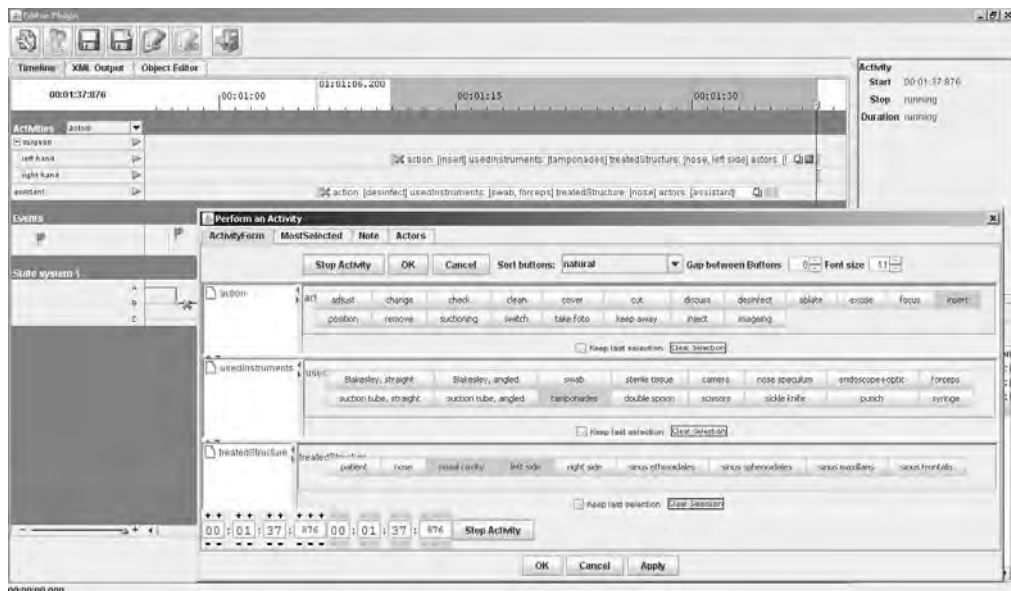 Editor Plugin
Timeline XML Output Object Editor
00:01:37:876
01:01:06.200
00:01:00 00:01:15 00:01:30
Activity
Start 00:01:37:876
Stop running
Duration running
Activities actor
surgeon
left hand
action: [insert] usedInstruments: [tamponades] treatedStructure: [nose, left side] actors: [l
right hand
assistant
action: [desinfect] usedInstruments: [swab, forceps] treatedStructure: [nose] actors: [assistant]
Events
State system 1
A
B
C
Perform an Activity
ActivityForm MostSelected Note Actors
Stop Activity OK Cancel Sort buttons: natural Gap between Buttons 0 Font size 11
action
act
adjust change check clean cover cut discuss desinfect ablate excise focus insert
position remove suctioning switch take foto keep away inject imageing
Keep last selection Clear Selection
usedInstruments
usec
Blakesley, straight Blakesley, angled swab sterile tissue camera nose speculum endoscope+optic forceps
suction tube, straight suction tube, angled tamponades double spoon scissors sickle knife punch syringe
Keep last selection Clear Selection
treatedStructure
treatedStructure
patient nose nasal cavity left side right side sinus ethmoidales sinus sphenoidales sinus maxillaris sinus frontalis
Keep last selection Clear Selection
+ + + + + + + + +
00 : 01 : 37 : 876 00 : 01 : 37 : 876 Stop Activity
- +
OK Cancel Apply
00:00:00.000